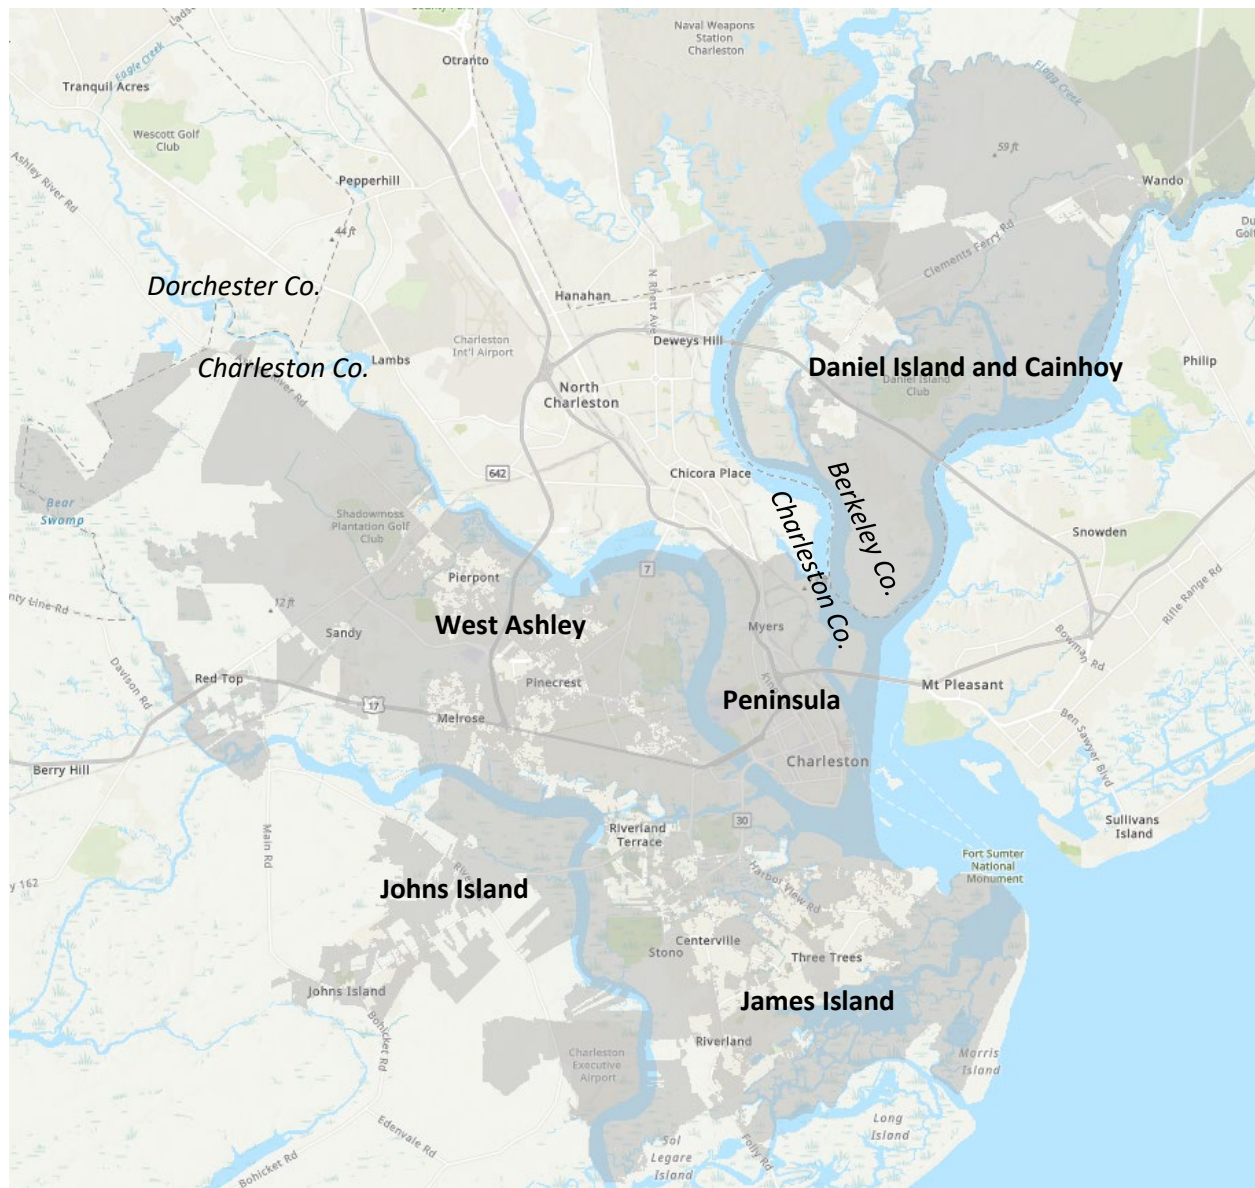 Naval Weapons
Station
Charleston
Otranto
Eagle Creek
Tranquil Acres
Flagg Creek
Wescott Golf
Club
59 ft
Ashley River Rd
Pepperhill
Wando
44 ft
Clements Ferry Rd
N Rhett Ave
Dorchester Co.
Hanahan
Charleston
Int'l Airport
Deweys Hill
Lambs
Charleston Co.
Philip
Daniel Island and Cainhoy
Daniel Island
Club
North
Charleston
642
Chicora Place
Bear
Swamp
Berkeley Co.
Charleston Co.
Shadowmoss
Plantation Golf
Club
Snowden
Rifle Range Rd
7
Pierpont
12 ft
nty Line Rd
West Ashley
Myers
Sandy
Bowman Rd
Davison Rd
Red Top
Pinecrest
Mt Pleasant
Peninsula
17
Melrose
Ben Sawyer Blvd
Berry Hill
Charleston
30
Sullivans
Island
Main Rd
Riverland
Terrace
Fort Sumter
National
Monument
y 162
Harbor View Rd
Johns Island
Centerville
Stono
Three Trees
Johns Island
James Island
Bohicket Rd
Riverland
Charleston
Executive
Airport
Morris
Island
Long
Island
Edenvale Rd
Sol
Legare
Island
Folly Rd
Bohicket Rd